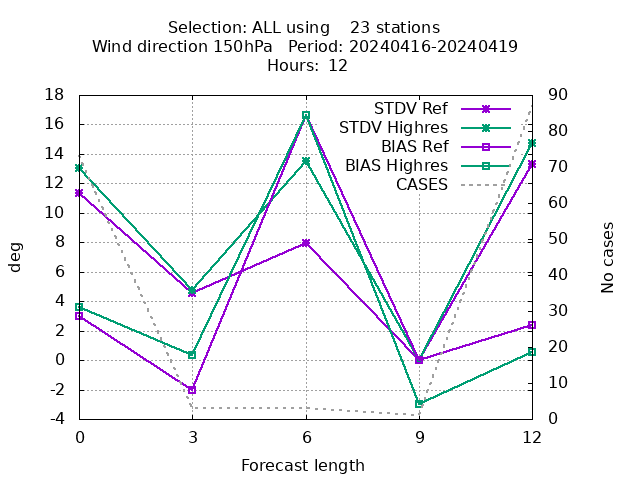 Selection: ALL using    23 stations
Wind direction 150hPa   Period: 20240416-20240419
Hours:  12
STDV Ref
STDV Highres
BIAS Ref
BIAS Highres
CASES
deg
18
16
14
12
10
8
6
4
2
0
-2
-4
90
80
70
60
50
40
30
20
10
0
No cases
0 3 6 9 12
Forecast length